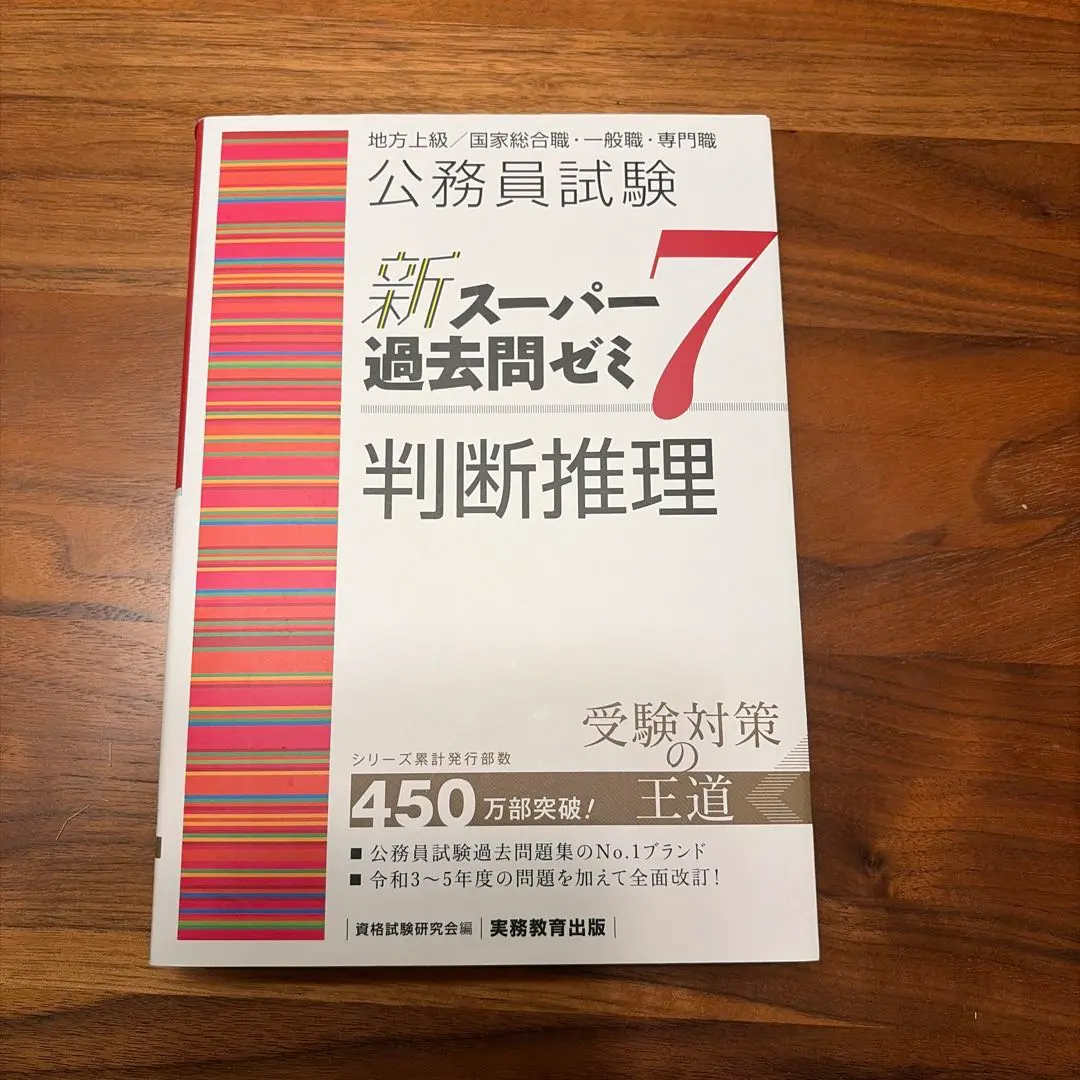 地方上級／国家総合職・一般職・専門職
公務員試験
新スーパー
過去問ゼミ7
判断推理
受験対策
の
王道
シリーズ累計発行部数
450万部突破!
■ 公務員試験過去問題集のNo.1ブランド
■ 令和3〜5年度の問題を加えて全面改訂!
資格試験研究会編 | 実務教育出版